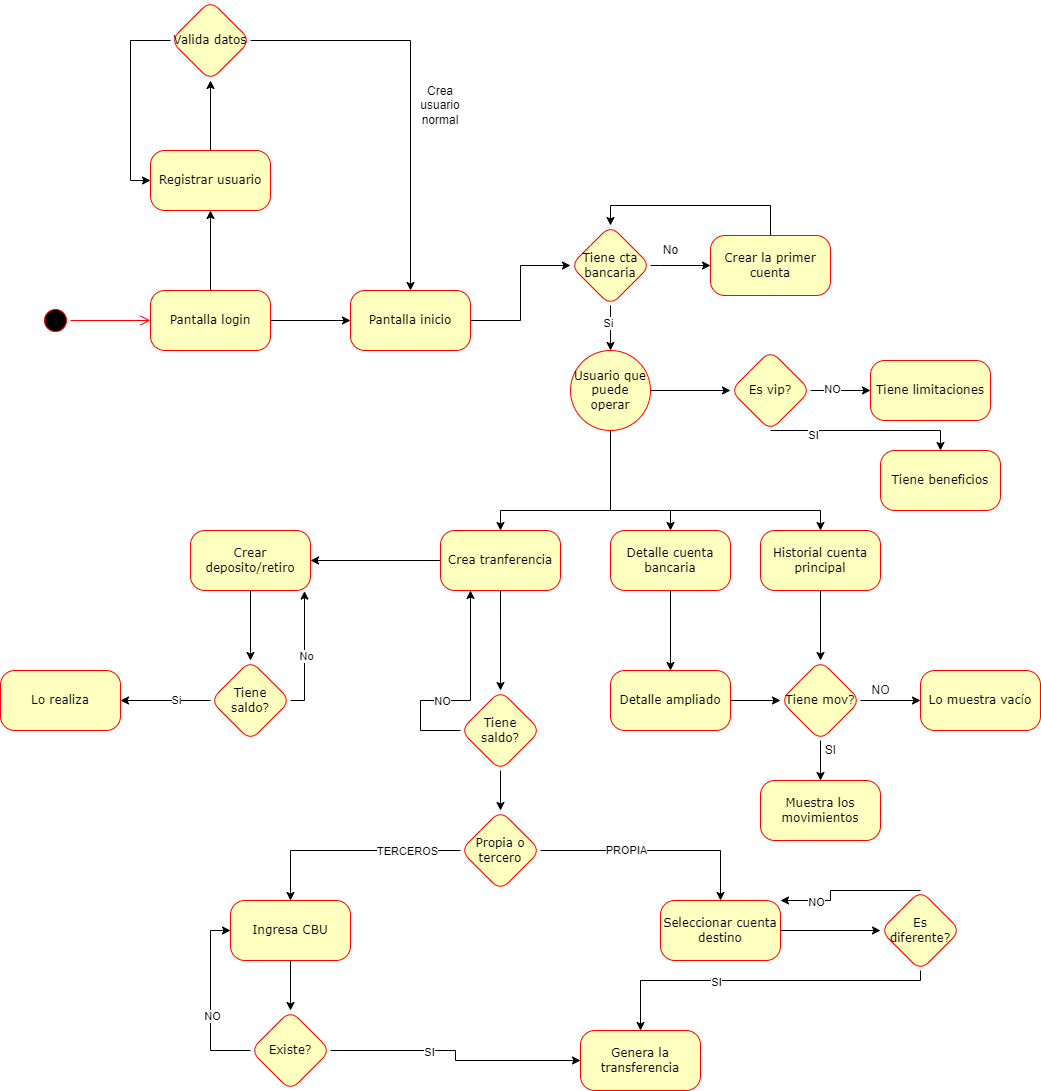 Valida datos
Crea
usuario
normal
Registrar usuario
Tiene cta
bancaria
No
Crear la primer
cuenta
Pantalla login
Pantalla inicio
Si
Usuario que
puede
operar
Es vip?
NO
Tiene limitaciones
SI
Tiene beneficios
Crear
deposito/retiro
Crea tranferencia
Detalle cuenta
bancaria
Historial cuenta
principal
No
Lo realiza
Si
Tiene
saldo?
NO
Tiene
saldo?
Detalle ampliado
Tiene mov?
NO
Lo muestra vacío
SI
Muestra los
movimientos
TERCEROS
Propia o
tercero
PROPIA
Ingresa CBU
Seleccionar cuenta
destino
NO
Es
diferente?
SI
NO
Existe?
SI
Genera la
transferencia